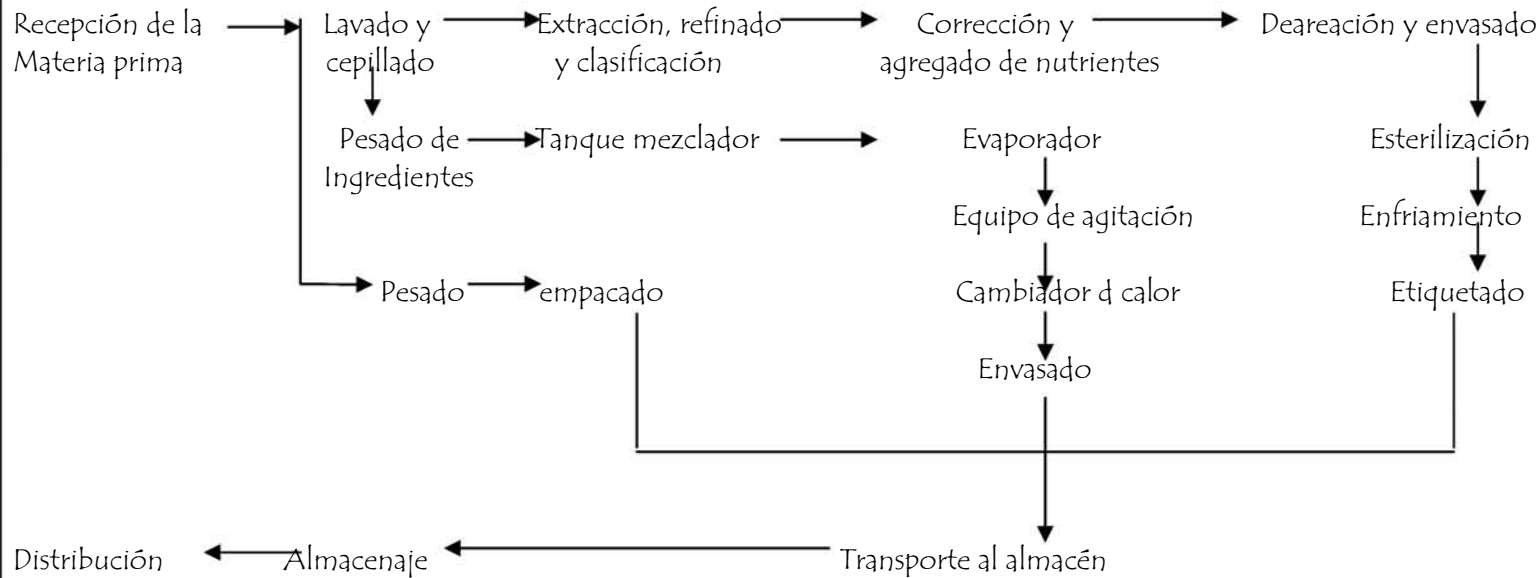 Recepción de la
Materia prima
Lavado y
cepillado
Extracción, refinado
y clasificación
Corrección y
agregado de nutrientes
Deareación y envasado
Pesado de
Ingredientes
Tanque mezclador
Evaporador
Esterilización
Equipo de agitación
Enfriamiento
Pesado
empacado
Cambiador d calor
Etiquetado
Envasado
Distribución
Almacenaje
Transporte al almacén